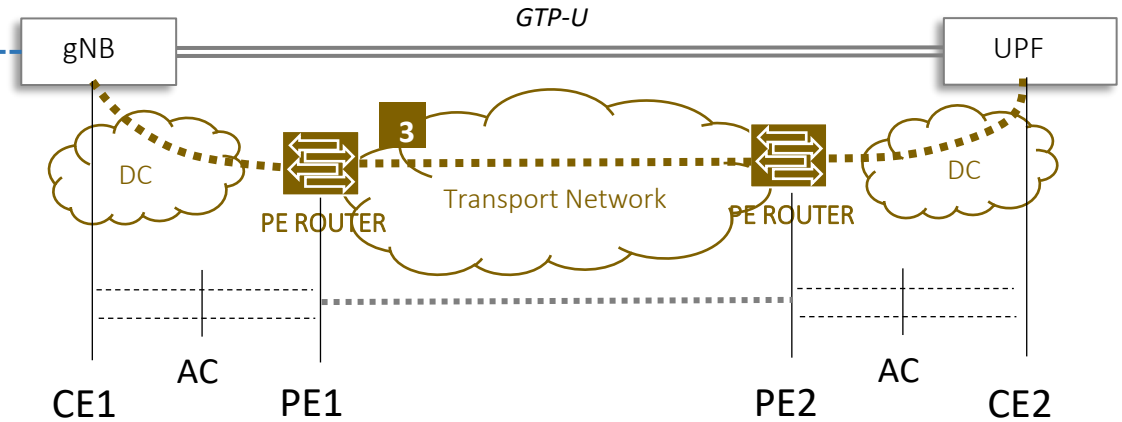 GTP-U
gNB
UPF
3
DC
DC
Transport Network
PE ROUTER
PE ROUTER
AC
AC
CE1
PE1
PE2
CE2